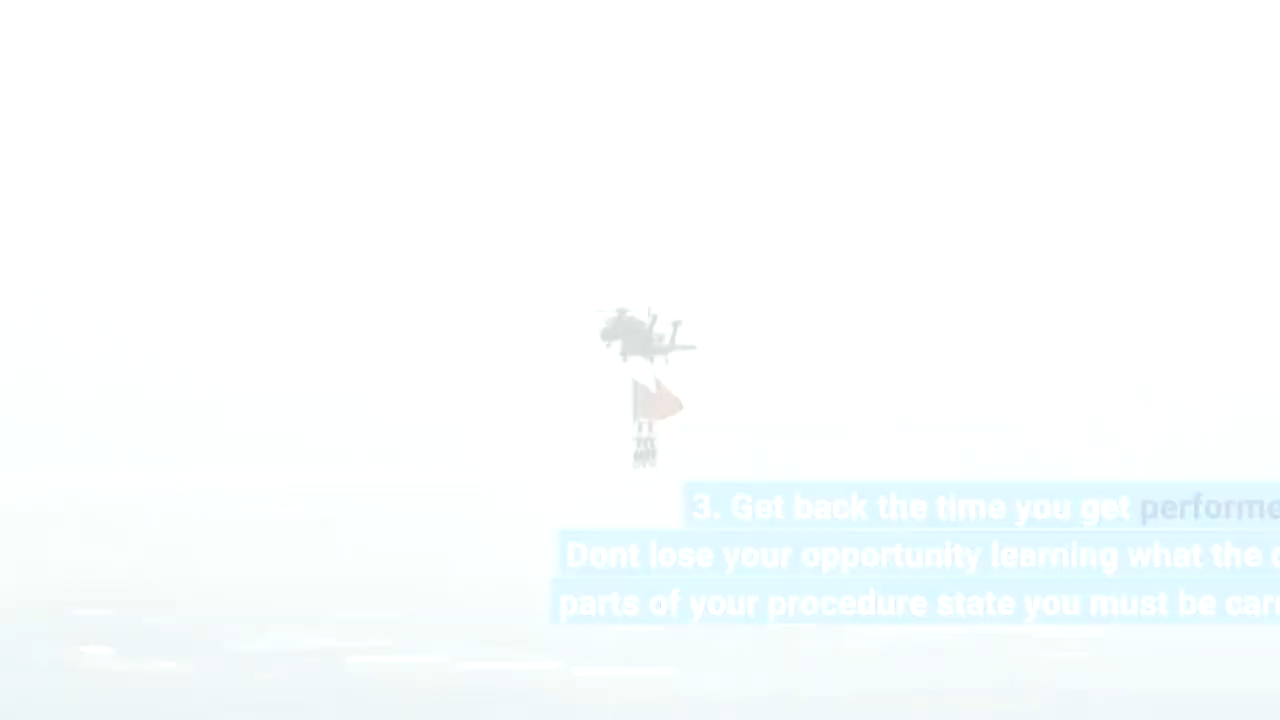 3. Get back the time you get performe
Dont lose your opportunity learning what the
parts of your procedure state you must be